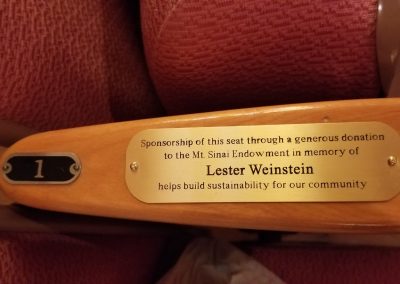 1
Sponsorship of this seat through a generous donation
to the Mt. Sinai Endowment in memory of
Lester Weinstein
helps build sustainability for our community